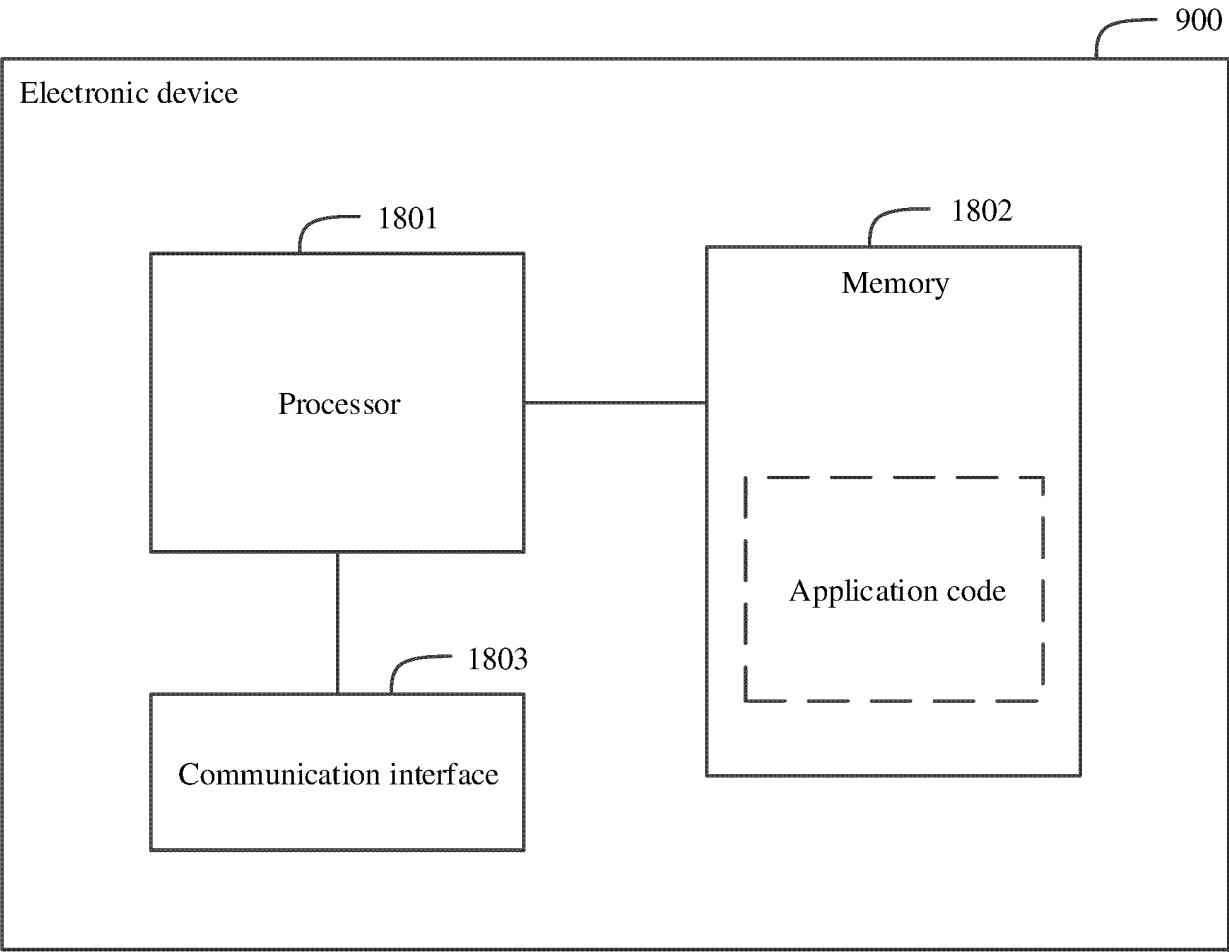 900
Electronic device
1801
1802
Memory
Processor
Application code
1803
Communication interface